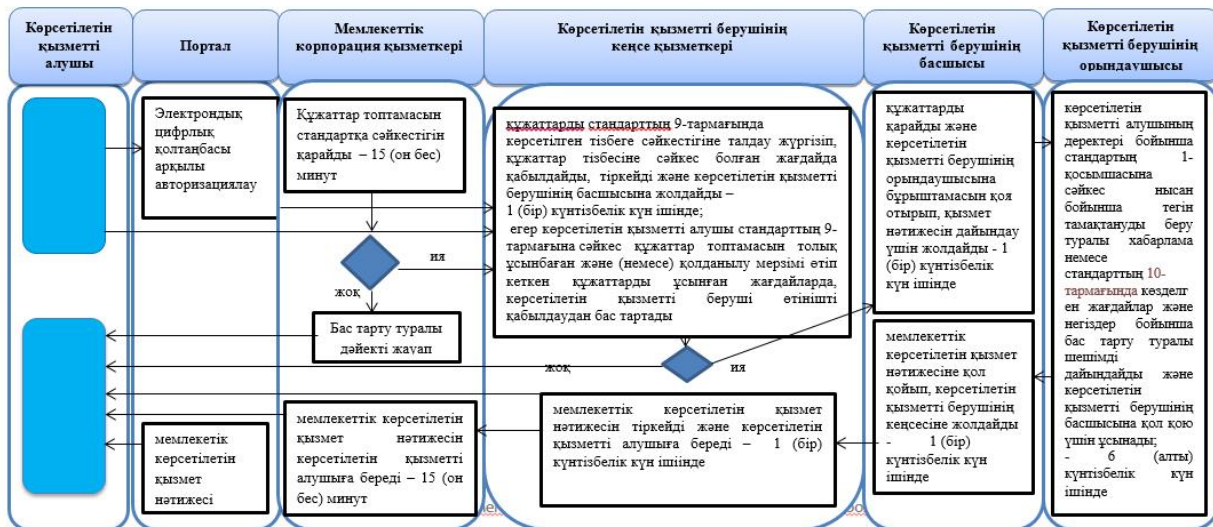 Көрсетілетін
қызметті
алушы
Портал
Мемлекеттік
корпорация қызметкері
Көрсетілетін қызметті берушінің
кеңсе қызметкері
Көрсетілетін
қызметті берушінің
басшысы
Көрсетілетін
қызметті берушінің
орындаушысы
Электрондық
цифрлық
қолтаңбасы
арқылы
авторизациялау
Құжаттар топтамасын
стандартқа сәйкестігін
қарайды – 15 (он бес)
минут
ия
жоқ
Бас тарту туралы
дәйекті жауап
құжаттарды стандарттың 9-тармағында
көрсетілген тізбеге сәйкестігіне талдау жүргізіп,
құжаттар тізбесіне сәйкес болған жағдайда
қабылдайды, тіркейді және көрсетілетін қызметті
берушінің басшысына жолдайды –
1 (бір) күнтізбелік күн ішінде;
егер көрсетілетін қызметті алушы стандарттың 9-
тармағына сәйкес құжаттар топтамасын толық
ұсынбаған және (немесе) қолданылу мерзімі өтіп
кеткен құжаттарды ұсынған жағдайларда,
көрсетілетін қызметті беруші өтінішті
қабылдаудан бас тартады
жоқ
ия
құжаттарды
қарайды және
көрсетілетін
қызметті берушінің
орындаушысына
бұрыштамасын қоя
отырып, қызмет
нәтижесін дайындау
үшін жолдайды - 1
(бір) күнтізбелік
күн ішінде
көрсетілетін
қызметті алушының
деректері бойынша
стандартың 1-
қосымшасына
сәйкес нысан
бойынша тегін
тамақтануды беру
туралы хабарлама
немесе
стандарттың 10-
тармағында көзделг
ен жағдайлар және
негіздер бойынша
бас тарту туралы
шешімді
дайындайды және
көрсетілетін
қызметті берушінің
басшысына қол қою
үшін ұсынады;
- 6 (алты)
күнтізбелік күн
ішінде
мемлекеттік
көрсетілетін қызмет
нәтижесіне қол
қойып, көрсетілетін
қызметті берушінің
кеңсесіне жолдайды
- 1 (бір)
күнтізбелік күн
ішінде
мемлекеттік көрсетілетін қызмет
нәтижесін тіркейді және көрсетілетін
қызметті алушыға береді – 1 (бір)
күнтізбелік күн ішіінде
мемлекеттік көрсетілетін
қызмет нәтижесін
көрсетілетін қызметті
алушыға береді – 15 (он
бес) минут
мемлекетік
көрсетілетін
қызмет
нәтижесі